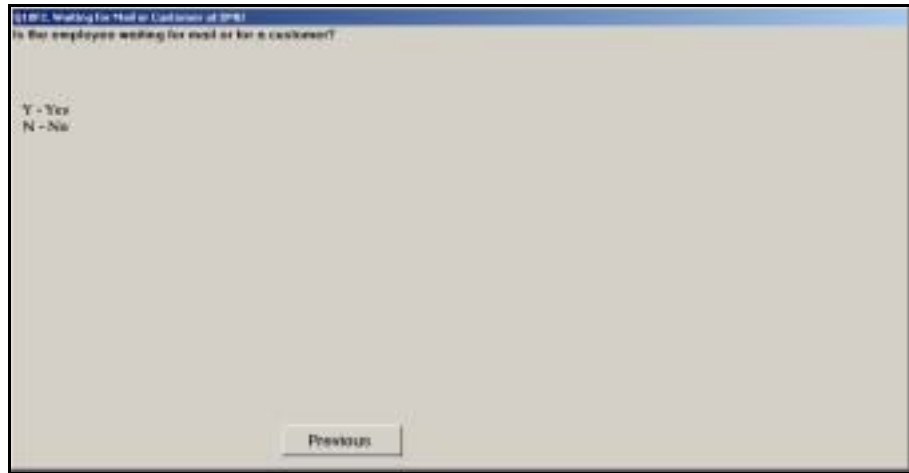 Waiting for Mail or Customer at
Is the employee waiting for mail or for a customer?
Y - Yes
N - No
Previous